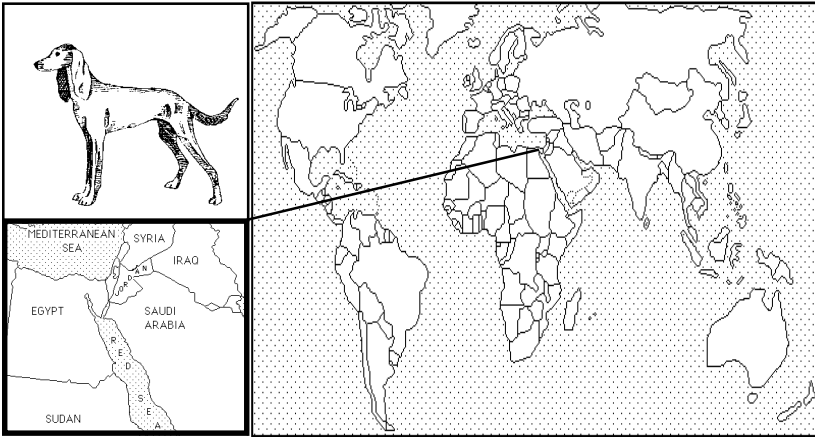 MEDITERRANEAN
SEA
SYRIA
IRAQ
JORDAN
EGYPT
SAUDI
ARABIA
RED SEA
SUDAN